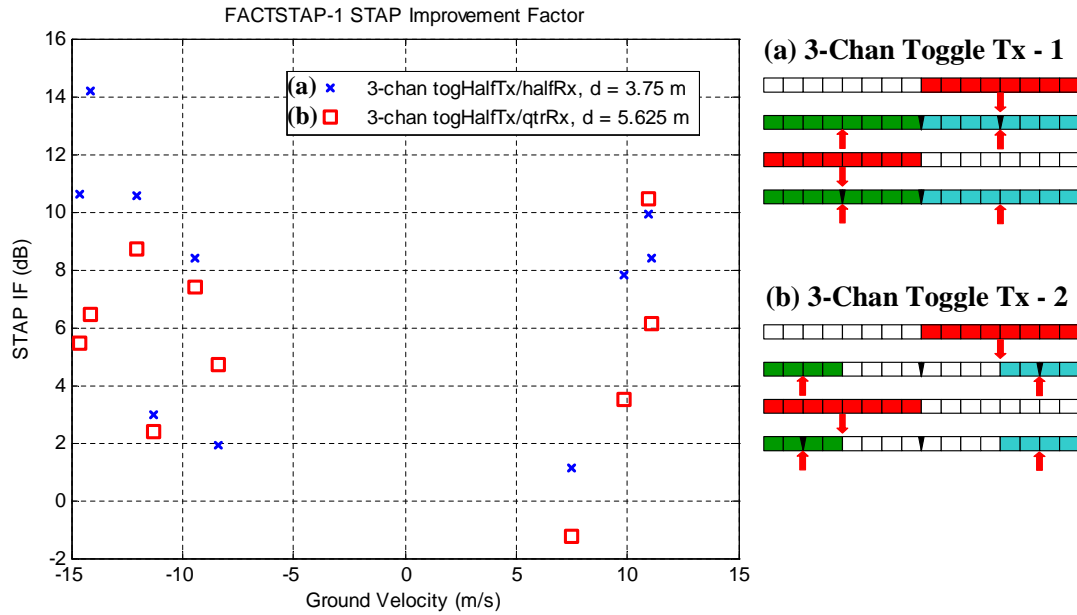 FACTSTAP-1 STAP Improvement Factor
16
14
12
10
8
6
4
2
0
-2
STAP IF (dB)
(a) 3-chan togHalfTx/halfRx, d = 3.75 m
(b) 3-chan togHalfTx/qtrRx, d = 5.625 m
-15 -10 -5 0 5 10 15
Ground Velocity (m/s)
(a) 3-Chan Toggle Tx - 1
(b) 3-Chan Toggle Tx - 2